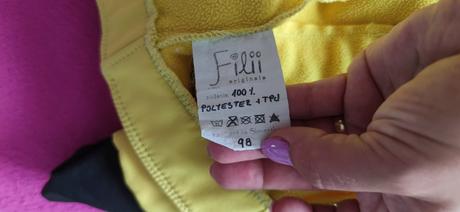 Filii
originals
100%
POLYESTER + TPU
98